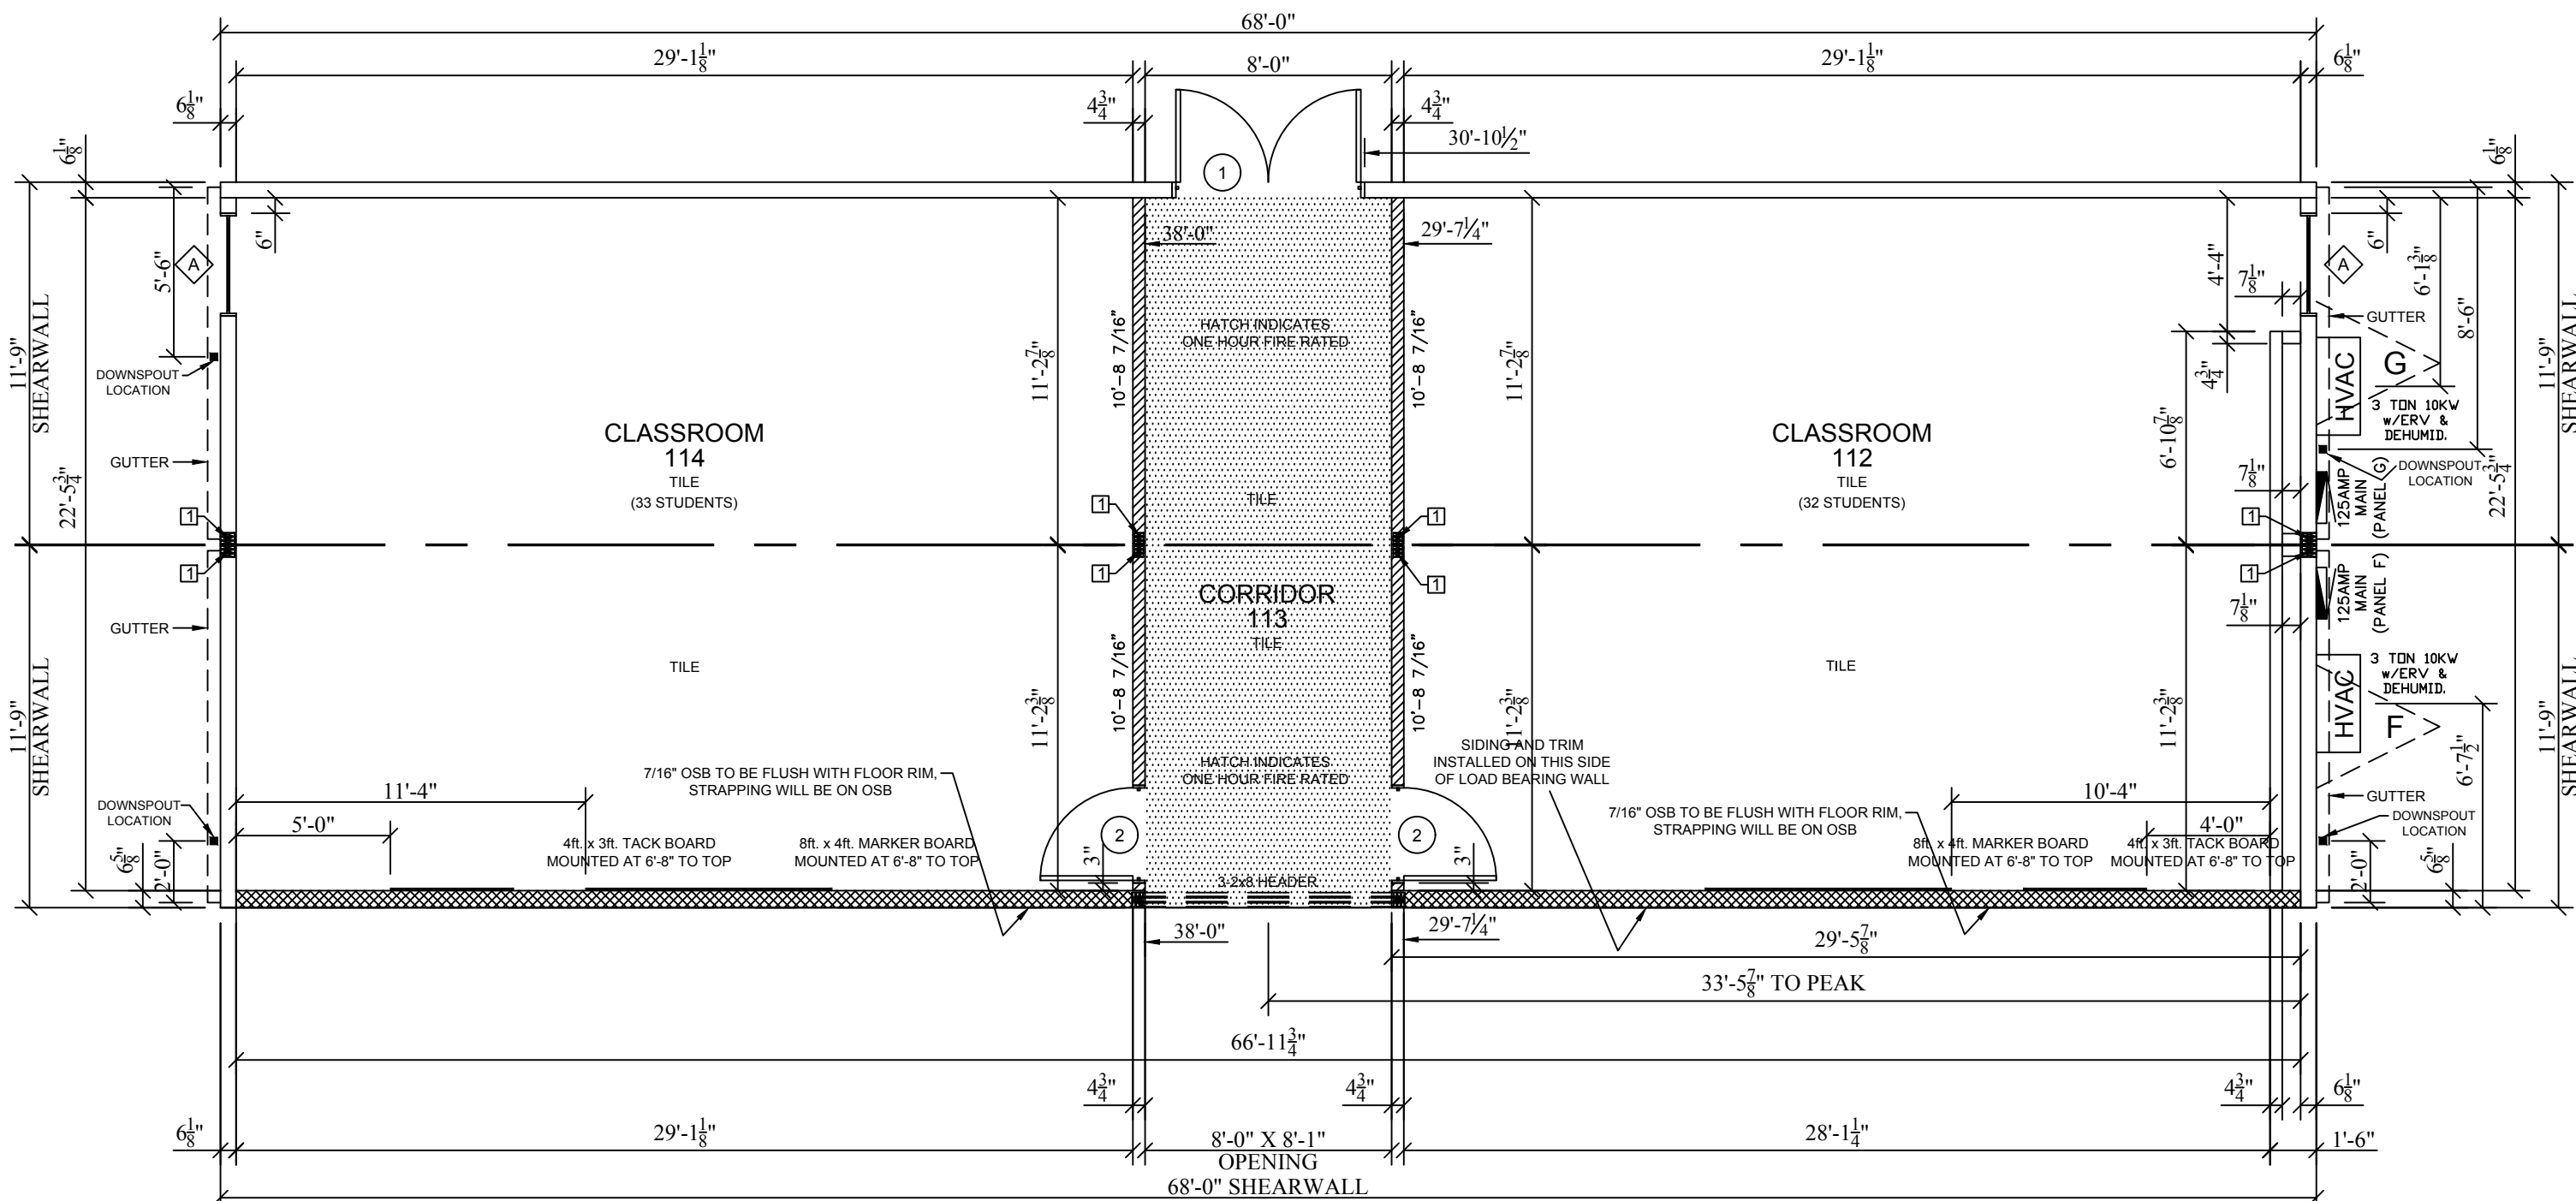 68'-0"
29'-1 1/8"
8'-0"
29'-1 1/8"
6 1/8"
6 1/8"
4 3/4"
4 3/4"
30'-10 1/2"
6 1/8"
6 1/8"
1
38'-0"
29'-7 1/4"
6"
5'-6"
A
11'-9"
SHEARWALL
22'-5 3/4"
DOWNSPOUT
LOCATION
GUTTER
11'-2 7/8"
10'-8 7/16"
HATCH INDICATES
ONE HOUR FIRE RATED
10'-8 7/16"
11'-2 7/8"
4'-4"
7 1/8"
4 3/4"
6'-10 7/8"
7 1/8"
A
6"
6'-1 3/8"
8'-6"
GUTTER
HVAC
G
3 TON 10KW
w/ERV &
DEHUMID.
DOWNSPOUT
LOCATION
125AMP
MAIN
(PANEL G)
22'-5 3/4"
11'-9"
SHEARWALL
CLASSROOM
114
TILE
(33 STUDENTS)
TILE
CLASSROOM
112
TILE
(32 STUDENTS)
1
1
1
1
1
1
1
1
CORRIDOR
113
TILE
GUTTER
11'-9"
SHEARWALL
TILE
11'-2 3/8"
10'-8 7/16"
10'-8 7/16"
11'-2 3/8"
TILE
11'-2 3/8"
7 1/8"
125AMP
MAIN
(PANEL F)
HVAC
F
3 TON 10KW
w/ERV &
DEHUMID.
6'-7 1/2"
11'-9"
SHEARWALL
HATCH INDICATES
ONE HOUR FIRE RATED
SIDING AND TRIM
INSTALLED ON THIS SIDE
OF LOAD BEARING WALL
7/16" OSB TO BE FLUSH WITH FLOOR RIM,
STRAPPING WILL BE ON OSB
7/16" OSB TO BE FLUSH WITH FLOOR RIM,
STRAPPING WILL BE ON OSB
DOWNSPOUT
LOCATION
11'-4"
5'-0"
4ft. x 3ft. TACK BOARD
MOUNTED AT 6'-8" TO TOP
8ft. x 4ft. MARKER BOARD
MOUNTED AT 6'-8" TO TOP
2
3"
3-2x8 HEADER
2
3"
10'-4"
4'-0"
8ft. x 4ft. MARKER BOARD
MOUNTED AT 6'-8" TO TOP
4ft. x 3ft. TACK BOARD
MOUNTED AT 6'-8" TO TOP
GUTTER
DOWNSPOUT
LOCATION
6 5/8"
2'-0"
2'-0"
6 5/8"
38'-0"
29'-7 1/4"
29'-5 7/8"
33'-5 7/8" TO PEAK
66'-11 3/4"
4 3/4"
4 3/4"
4 3/4"
6 1/8"
6 1/8"
29'-1 1/8"
8'-0" X 8'-1"
OPENING
28'-1 1/4"
1'-6"
68'-0" SHEARWALL